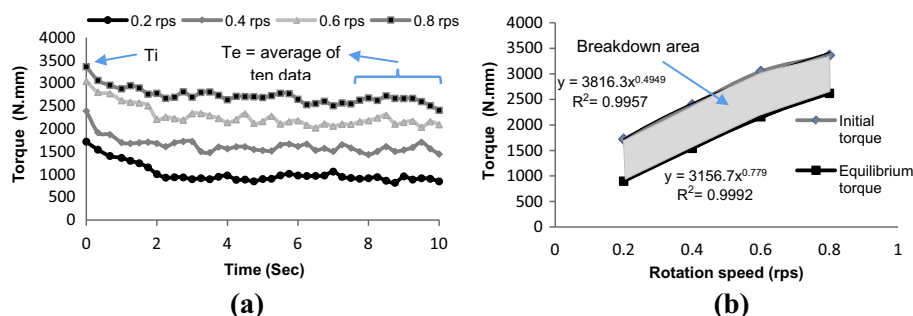 0.2 rps 0.4 rps 0.6 rps 0.8 rps
4000
3500
3000
2500
2000
1500
1000
500
0
Torque (N.mm)
Ti
Te = average of
ten data
0 2 4 6 8 10
Time (Sec)
(a)
4000
3500
3000
2500
2000
1500
1000
500
0
Torque (N.mm)
Breakdown area
y = 3816.3x^0.4949
R² = 0.9957
y = 3156.7x^0.779
R² = 0.9992
Initial
torque
Equilibrium
torque
0 0.2 0.4 0.6 0.8 1
Rotation speed (rps)
(b)